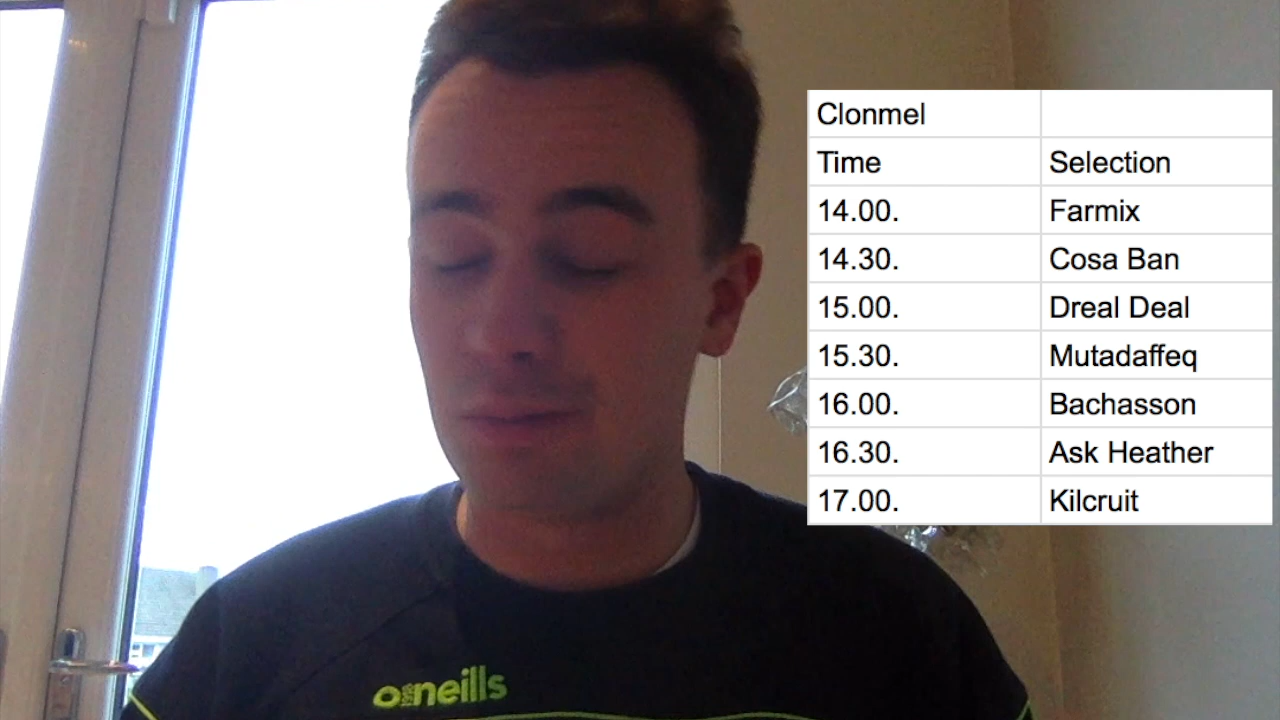 Clonmel
Time Selection
14.00. Farmix
14.30. Cosa Ban
15.00. Dreal Deal
15.30. Mutadaffeq
16.00. Bachasson
16.30. Ask Heather
17.00. Kilcruit
o'neills